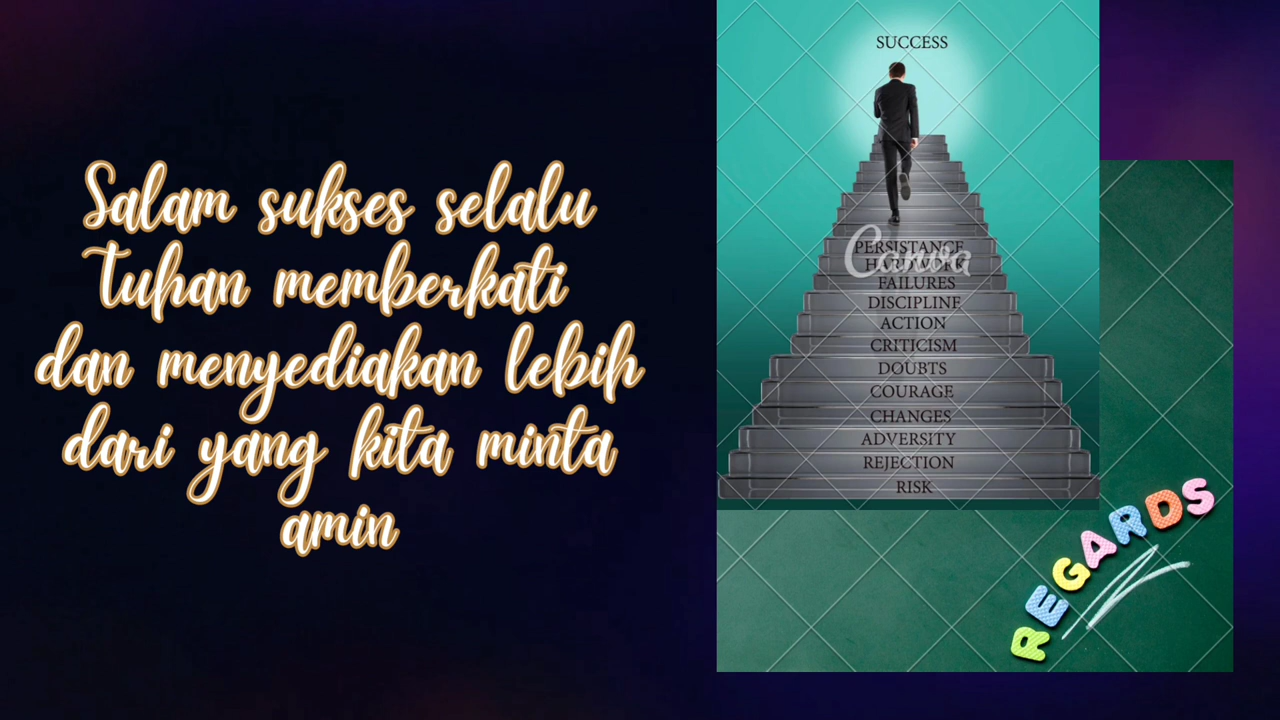 Salam sukses selalu
Tuhan memberkati
dan menyediakan lebih
dari yang kita minta
amin
SUCCESS
PERSISTANCE
HARDWORK
FAILURES
DISCIPLINE
ACTION
CRITICISM
DOUBTS
COURAGE
CHANGES
ADVERSITY
REJECTION
RISK
Canva
REGARDS